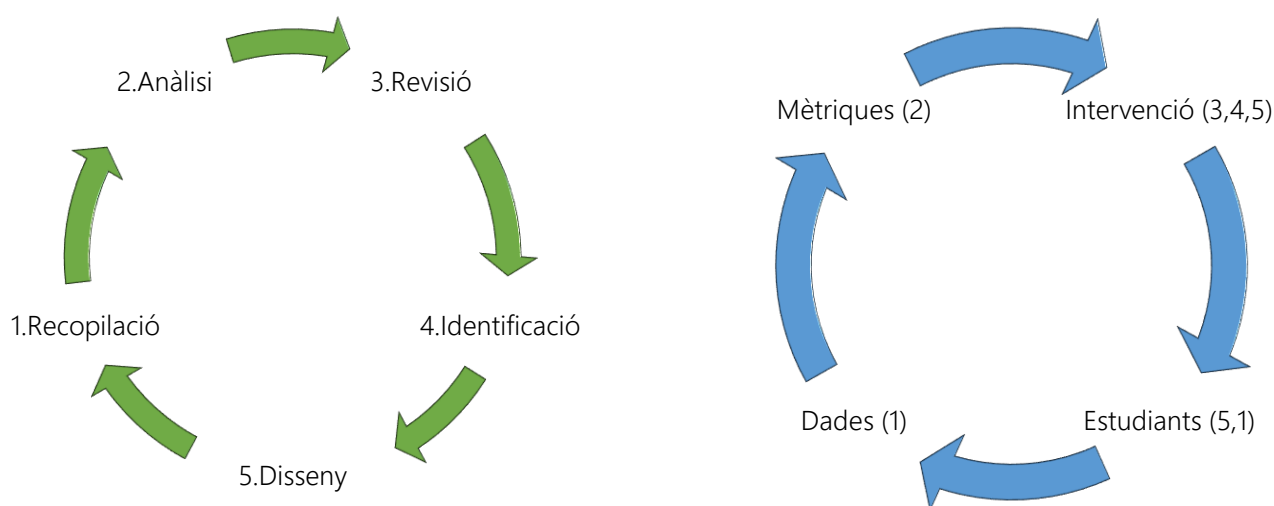 2.Anàlisi
3.Revisió
1.Recopilació
4.Identificació
5.Disseny
Mètriques (2)
Intervenció (3,4,5)
Dades (1)
Estudiants (5,1)